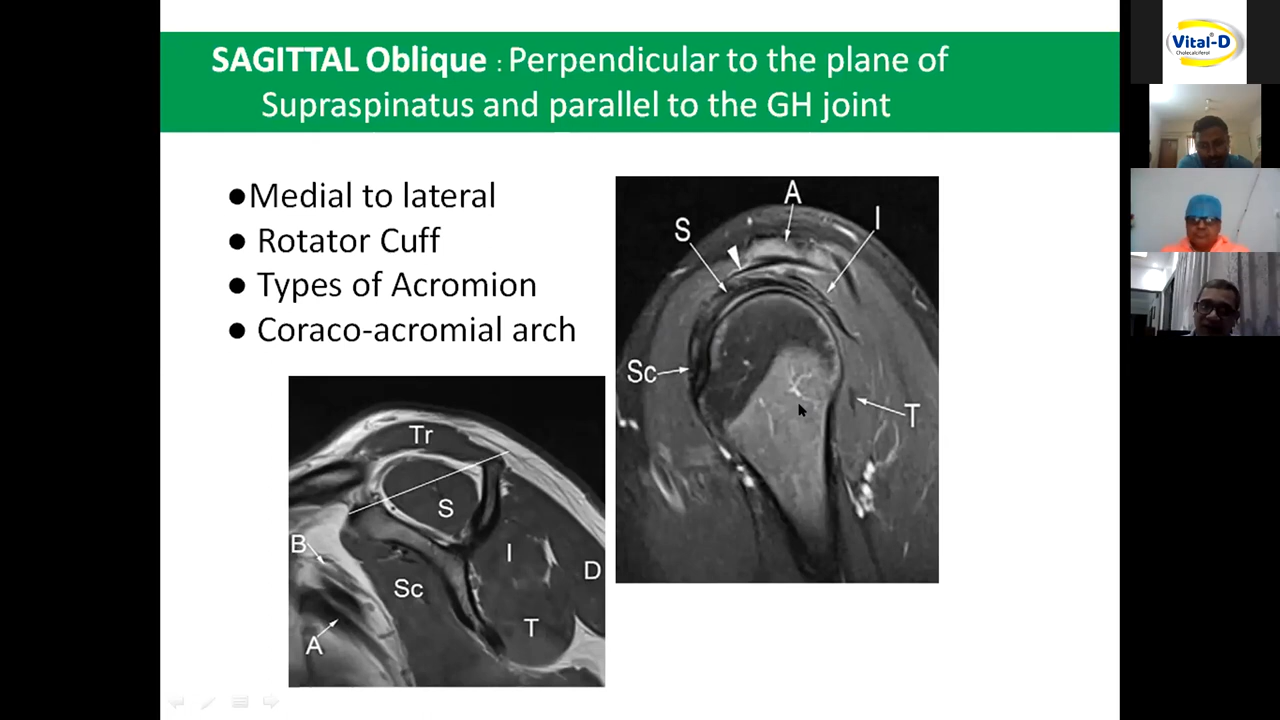 SAGITTAL Oblique : Perpendicular to the plane of
Supraspinatus and parallel to the GH joint
●Medial to lateral
● Rotator Cuff
● Types of Acromion
● Coraco-acromial arch
Tr
S
B
I
D
Sc
T
A
A
S
I
Sc
T
Vital-D
Cholecalciferol